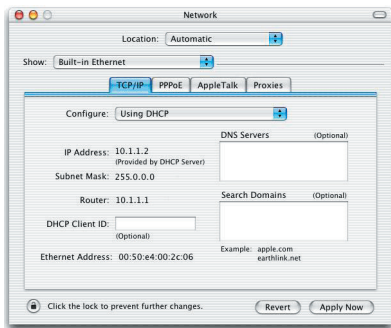 Network
Location: Automatic
Show: Built-in Ethernet
TCP/IP PPPoE AppleTalk Proxies
Configure: Using DHCP
DNS Servers (Optional)
IP Address: 10.1.1.2
(Provided by DHCP Server)
Subnet Mask: 255.0.0.0
Router: 10.1.1.1
Search Domains (Optional)
DHCP Client ID:
(Optional)
Ethernet Address: 00:50:e4:00:2c:06
Example: apple.com
earthlink.net
Click the lock to prevent further changes.
Revert Apply Now